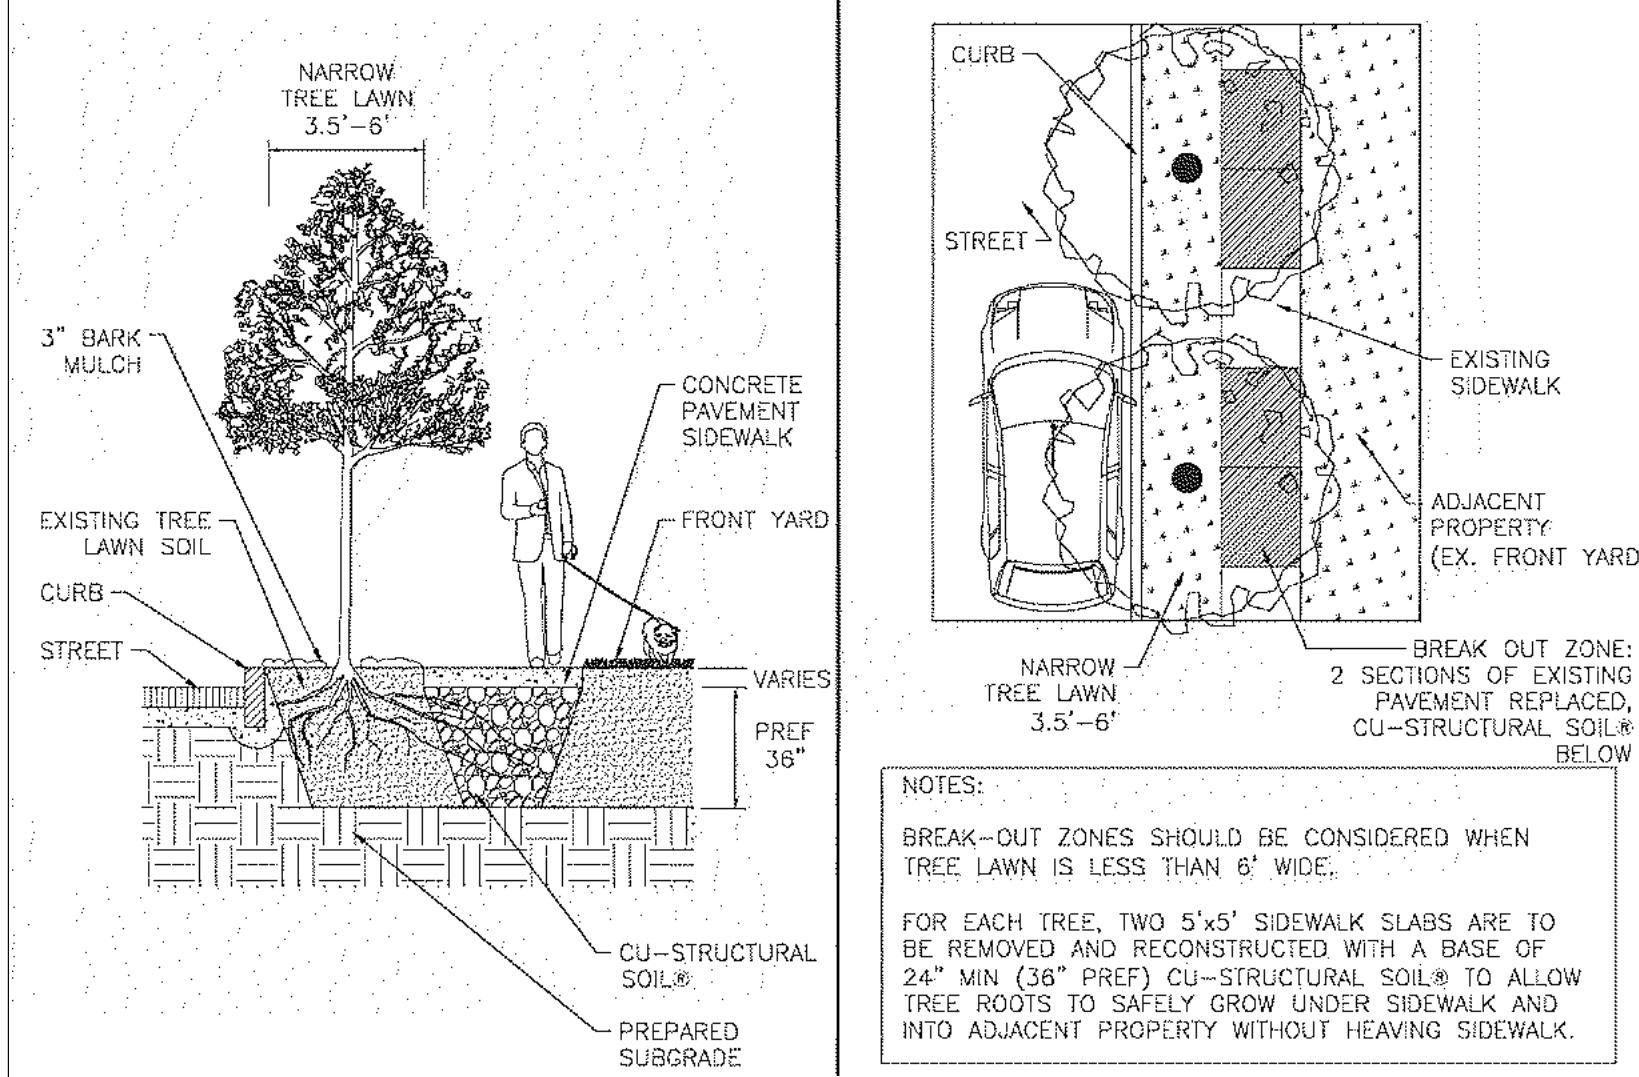 NARROW
TREE LAWN
3.5'-6'
3" BARK
MULCH
CONCRETE
PAVEMENT
SIDEWALK
EXISTING TREE
LAWN SOIL
FRONT YARD
CURB
STREET
VARIES
PREF
36"
CU-STRUCTURAL
SOIL®
PREPARED
SUBGRADE
CURB
STREET
EXISTING
SIDEWALK
ADJACENT
PROPERTY
(EX. FRONT YARD
NARROW
TREE LAWN
3.5'-6'
BREAK OUT ZONE:
2 SECTIONS OF EXISTING
PAVEMENT REPLACED,
CU-STRUCTURAL SOIL®
BELOW
NOTES:
BREAK-OUT ZONES SHOULD BE CONSIDERED WHEN
TREE LAWN IS LESS THAN 6' WIDE.
FOR EACH TREE, TWO 5'x5' SIDEWALK SLABS ARE TO
BE REMOVED AND RECONSTRUCTED WITH A BASE OF
24" MIN (36" PREF) CU-STRUCTURAL SOIL® TO ALLOW
TREE ROOTS TO SAFELY GROW UNDER SIDEWALK AND
INTO ADJACENT PROPERTY WITHOUT HEAVING SIDEWALK.